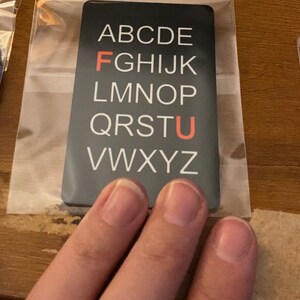 ABCDE
FGHIJK
LMNOP
QRSTU
VWXYZ